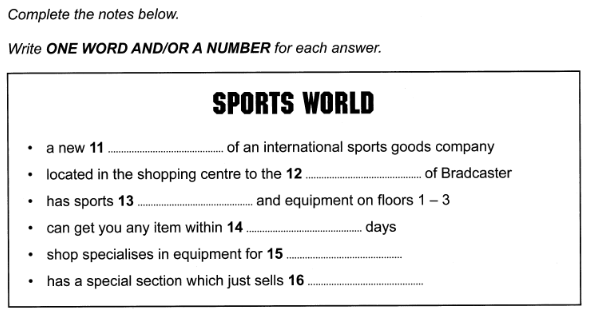 Complete the notes below.
Write ONE WORD AND/OR A NUMBER for each answer.
SPORTS WORLD
• a new 11 .............................. of an international sports goods company
• located in the shopping centre to the 12 .............................. of Bradcaster
• has sports 13 .............................. and equipment on floors 1 – 3
• can get you any item within 14 .............................. days
• shop specialises in equipment for 15 ..............................
• has a special section which just sells 16 ..............................